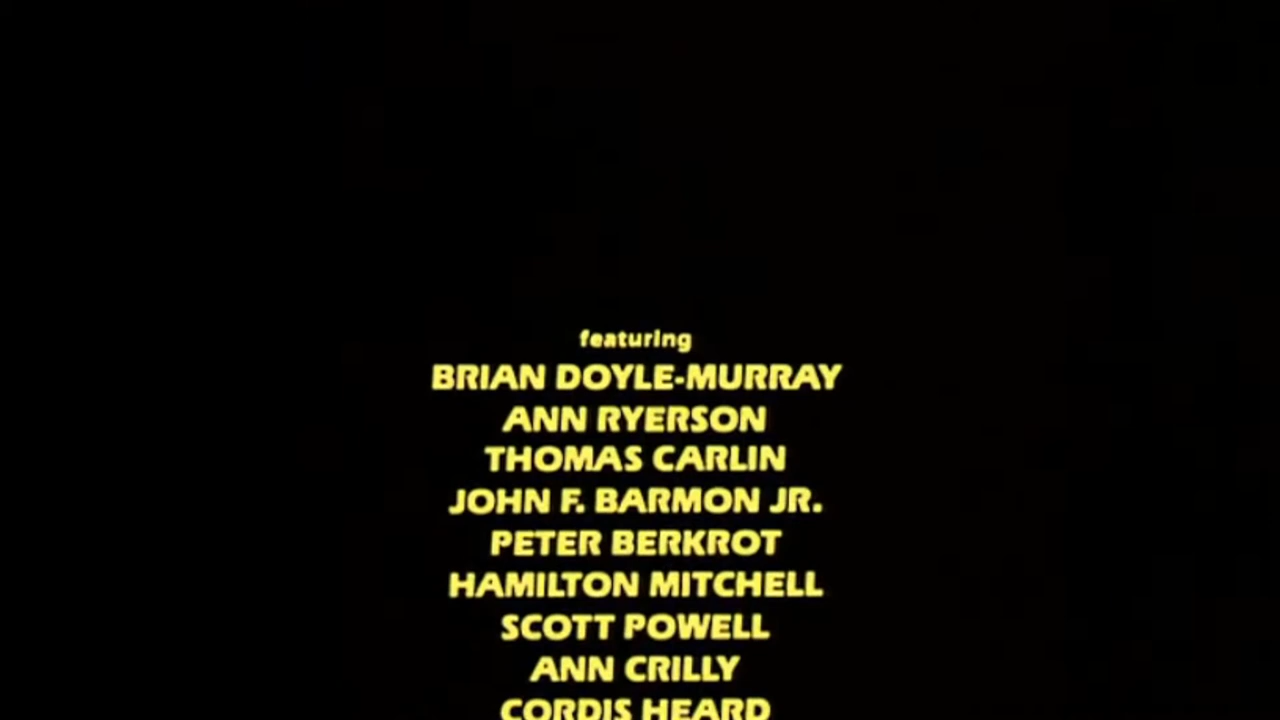 featuring
BRIAN DOYLE-MURRAY
ANN RYERSON
THOMAS CARLIN
JOHN F. BARMON JR.
PETER BERKROT
HAMILTON MITCHELL
SCOTT POWELL
ANN CRILLY
CORDIS HEARD